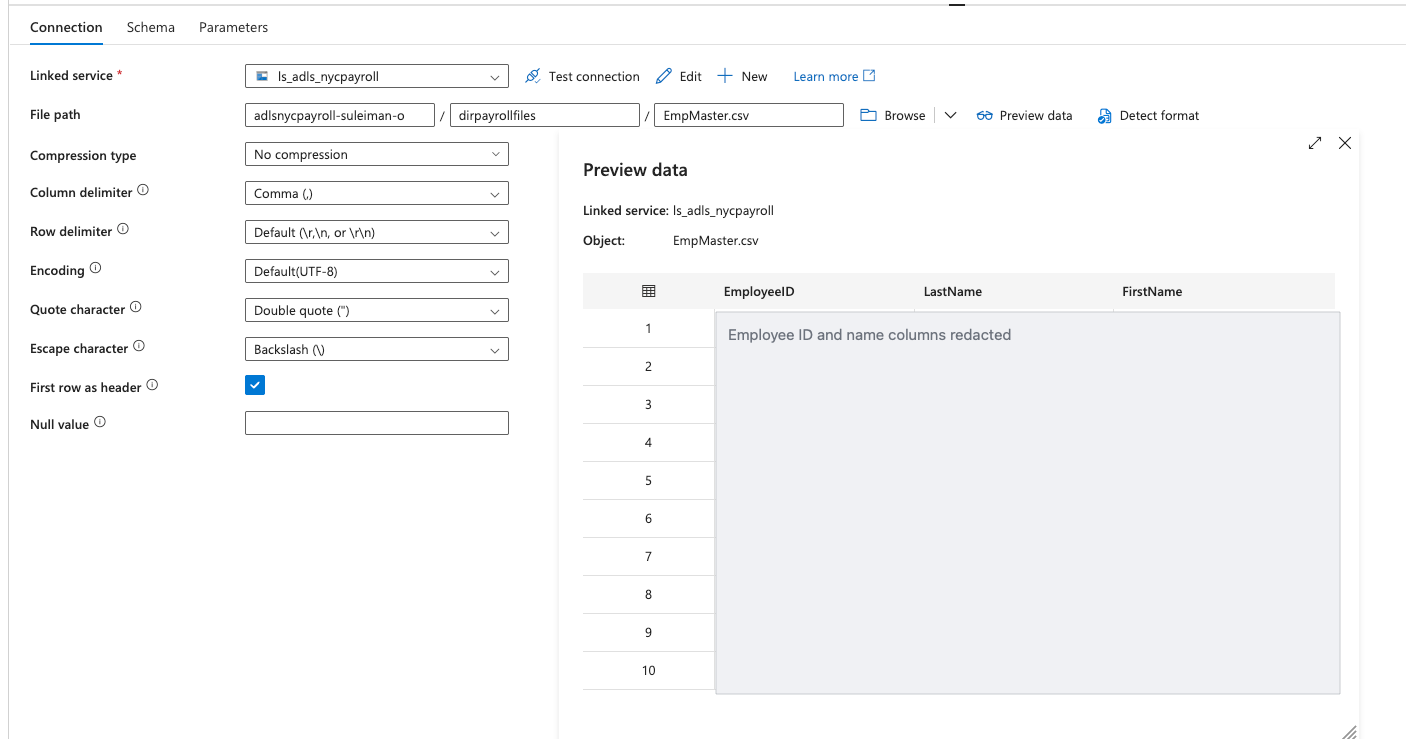 Connection Schema Parameters
Linked service * ls_adls_nycpayroll Test connection Edit New Learn more
File path adlsnycpayroll-suleiman-o / dirpayrollfiles / EmpMaster.csv Browse Preview data Detect format
Compression type No compression
Column delimiter Comma (,)
Row delimiter Default (\r,\n, or \r\n)
Encoding Default(UTF-8)
Quote character Double quote (")
Escape character Backslash (\)
First row as header
Null value
Preview data
Linked service: ls_adls_nycpayroll
Object: EmpMaster.csv
EmployeeID LastName FirstName
Employee ID and name columns redacted
1
2
3
4
5
6
7
8
9
10